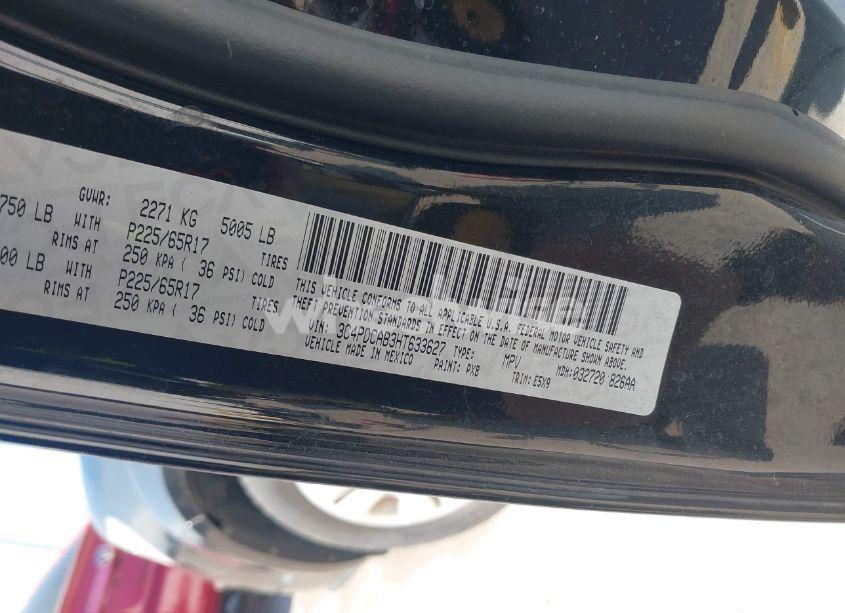 GVWR: 2271 KG 5005 LB
750 LB WITH P225/65R17 TIRES
RIMS AT 250 KPA ( 36 PSI) COLD
00 LB WITH P225/65R17 TIRES
RIMS AT 250 KPA ( 36 PSI) COLD
THIS VEHICLE CONFORMS TO ALL APPLICABLE U.S.A. FEDERAL MOTOR VEHICLE SAFETY AND
THEFT PREVENTION STANDARDS IN EFFECT ON THE DATE OF MANUFACTURE SHOWN ABOVE.
VIN: 3C4PDCAB3HT633627 TYPE: MPV MDH: 032720 826AA
VEHICLE MADE IN MEXICO PAINT: PX8 TRIM: E5X9